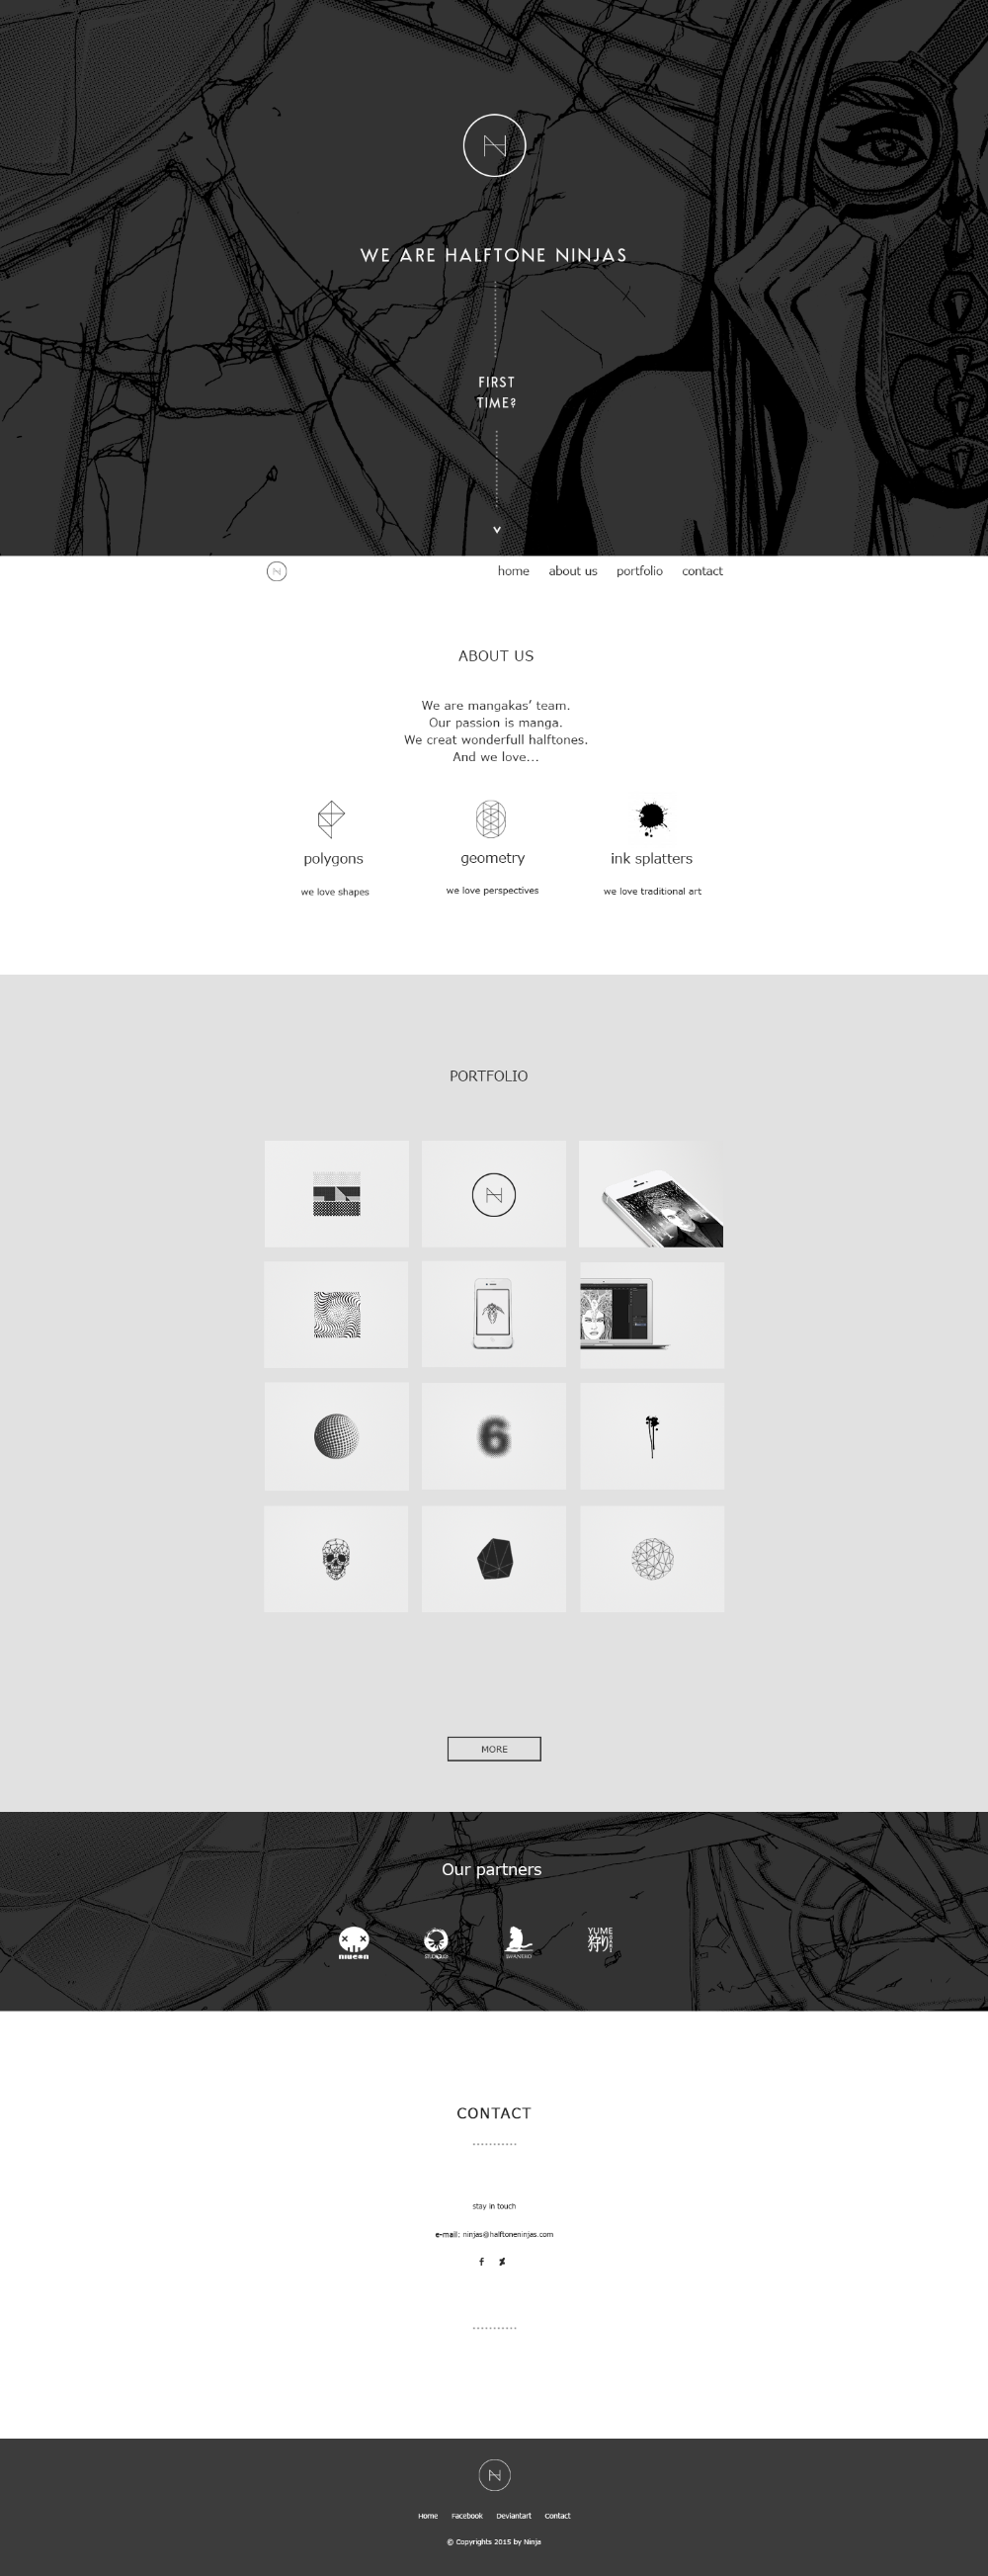 WE ARE HALFTONE NINJAS
FIRST
TIME?
home about us portfolio contact
ABOUT US
We are mangakas’ team.
Our passion is manga.
We creat wonderfull halftones.
And we love...
polygons geometry ink splatters
we love shapes we love perspectives we love traditional art
PORTFOLIO
6
MORE
Our partners
YUME
狩り
CONTACT
stay in touch
e-mail: ninjas@halftoneninjas.com
Home Facebook Deviantart Contact
© Copyrights 2015 by Ninja